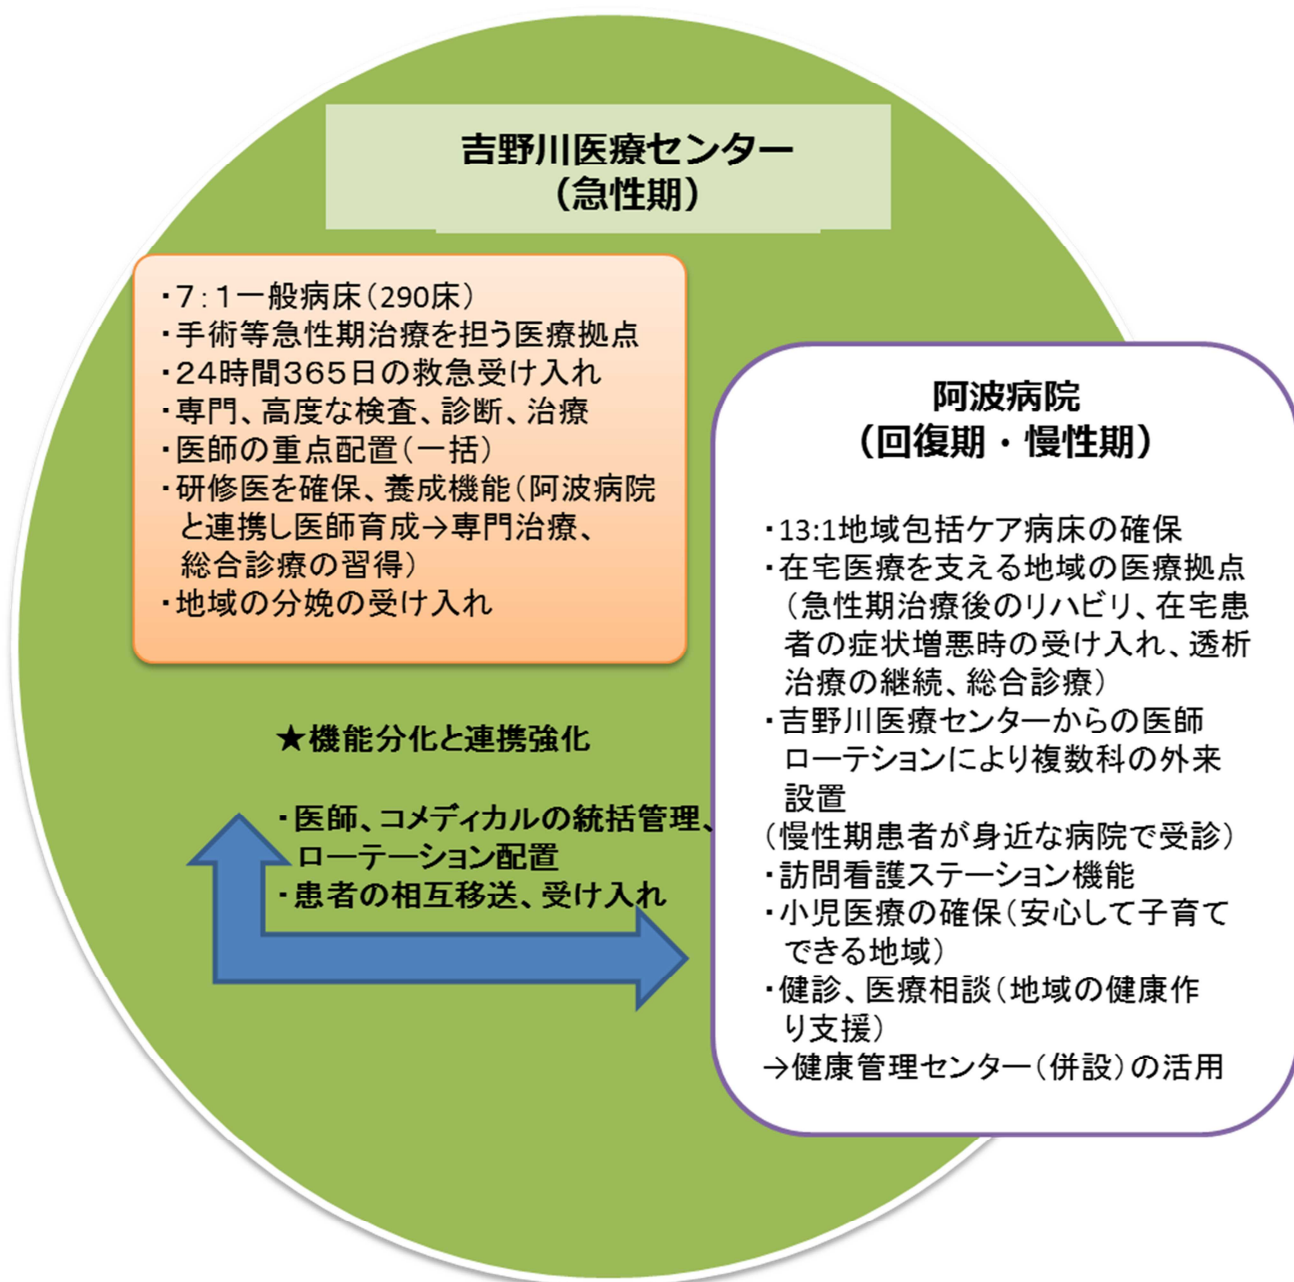 吉野川医療センター
（急性期）
・７：１一般病床（290床）
・手術等急性期治療を担う医療拠点
・２４時間３６５日の救急受け入れ
・専門、高度な検査、診断、治療
・医師の重点配置（一括）
・研修医を確保、養成機能（阿波病院
と連携し医師育成→専門治療、
総合診療の習得）
・地域の分娩の受け入れ
★機能分化と連携強化
・医師、コメディカルの統括管理、
ローテーション配置
・患者の相互移送、受け入れ
阿波病院
（回復期・慢性期）
・13:1地域包括ケア病床の確保
・在宅医療を支える地域の医療拠点
（急性期治療後のリハビリ、在宅患
者の症状増悪時の受け入れ、透析
治療の継続、総合診療）
・吉野川医療センターからの医師
ローテションにより複数科の外来
設置
（慢性期患者が身近な病院で受診）
・訪問看護ステーション機能
・小児医療の確保（安心して子育て
できる地域）
・健診、医療相談（地域の健康作
り支援）
→健康管理センター（併設）の活用